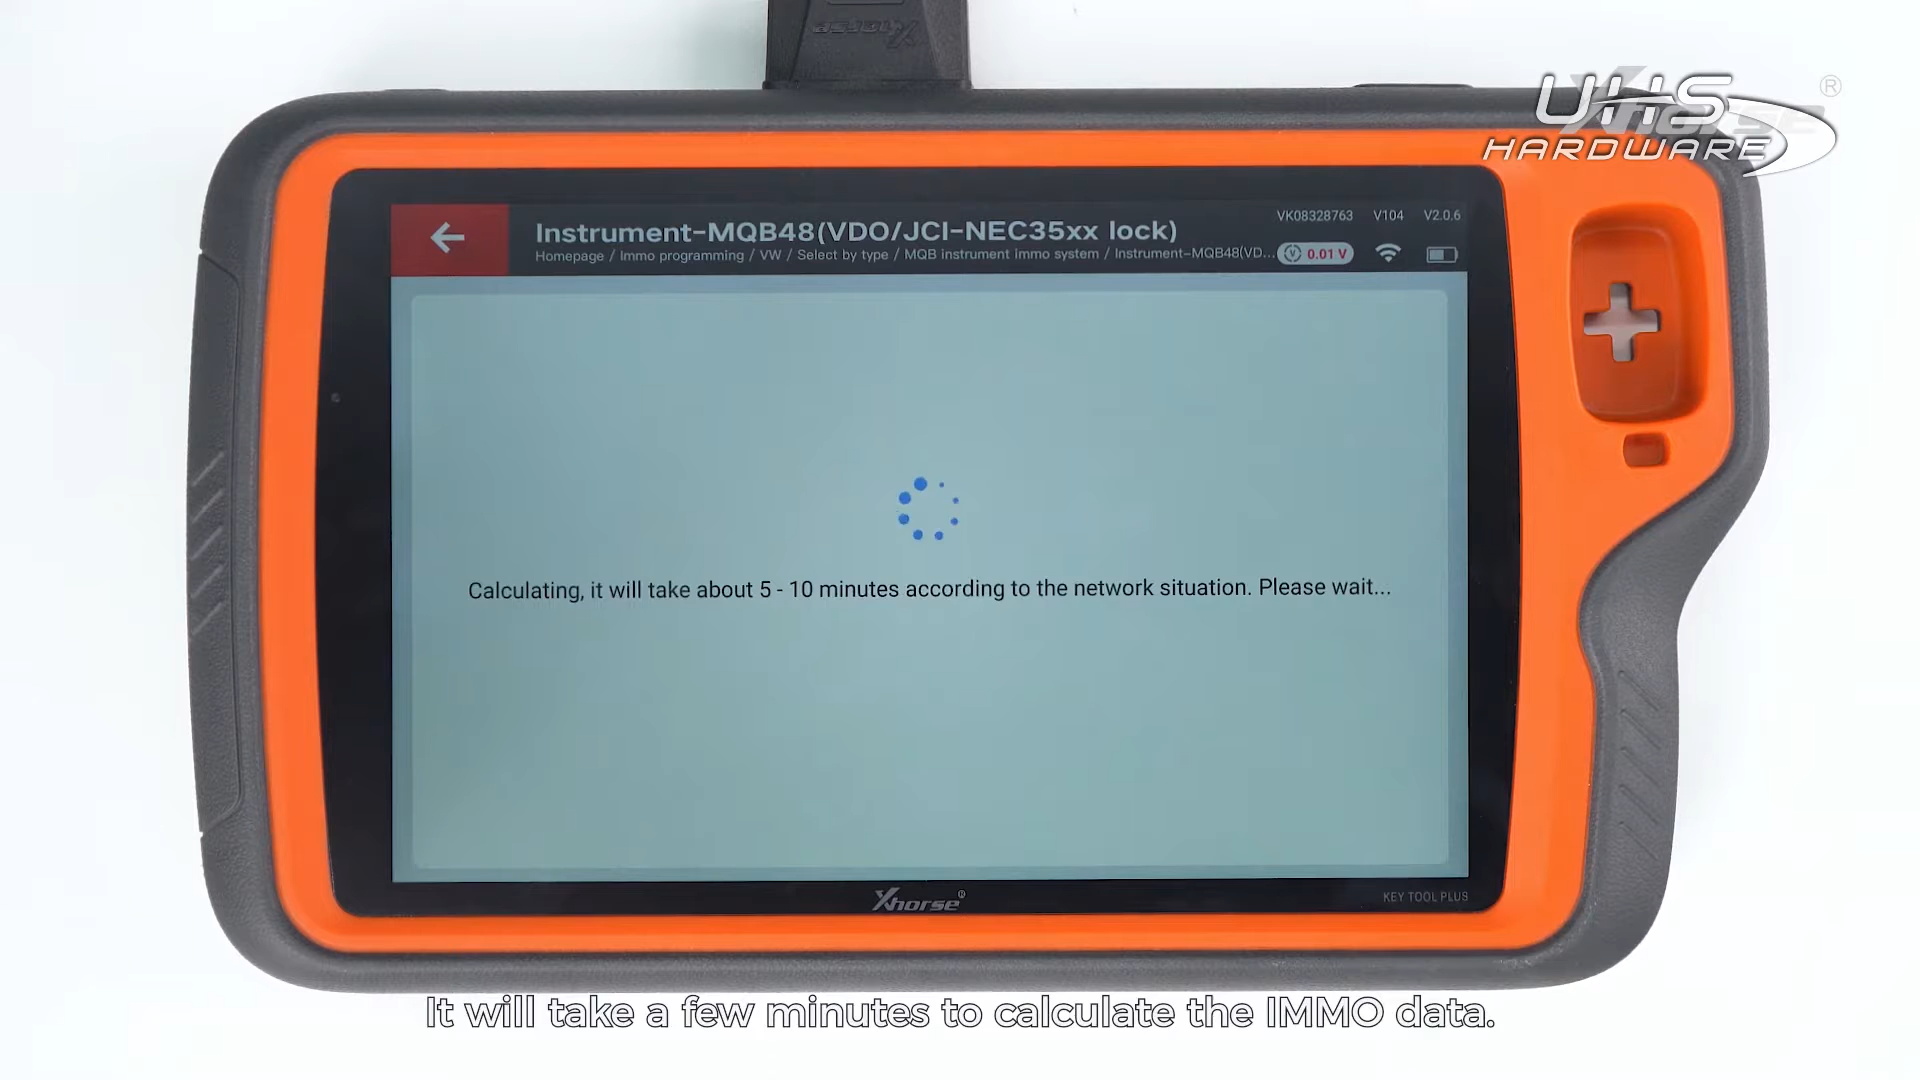 Xhorse
UHS
HARDWARE
®
Xhorse
VK08328763 V104 V2.0.6
Instrument-MQB48(VDO/JCI-NEC35xx lock)
Homepage / Immo programming / VW / Select by type / MQB instrument immo system / Instrument-MQB48(VD...
0.01 V
Calculating, it will take about 5 - 10 minutes according to the network situation. Please wait...
Xhorse®
KEY TOOL PLUS
It will take a few minutes to calculate the IMMO data.